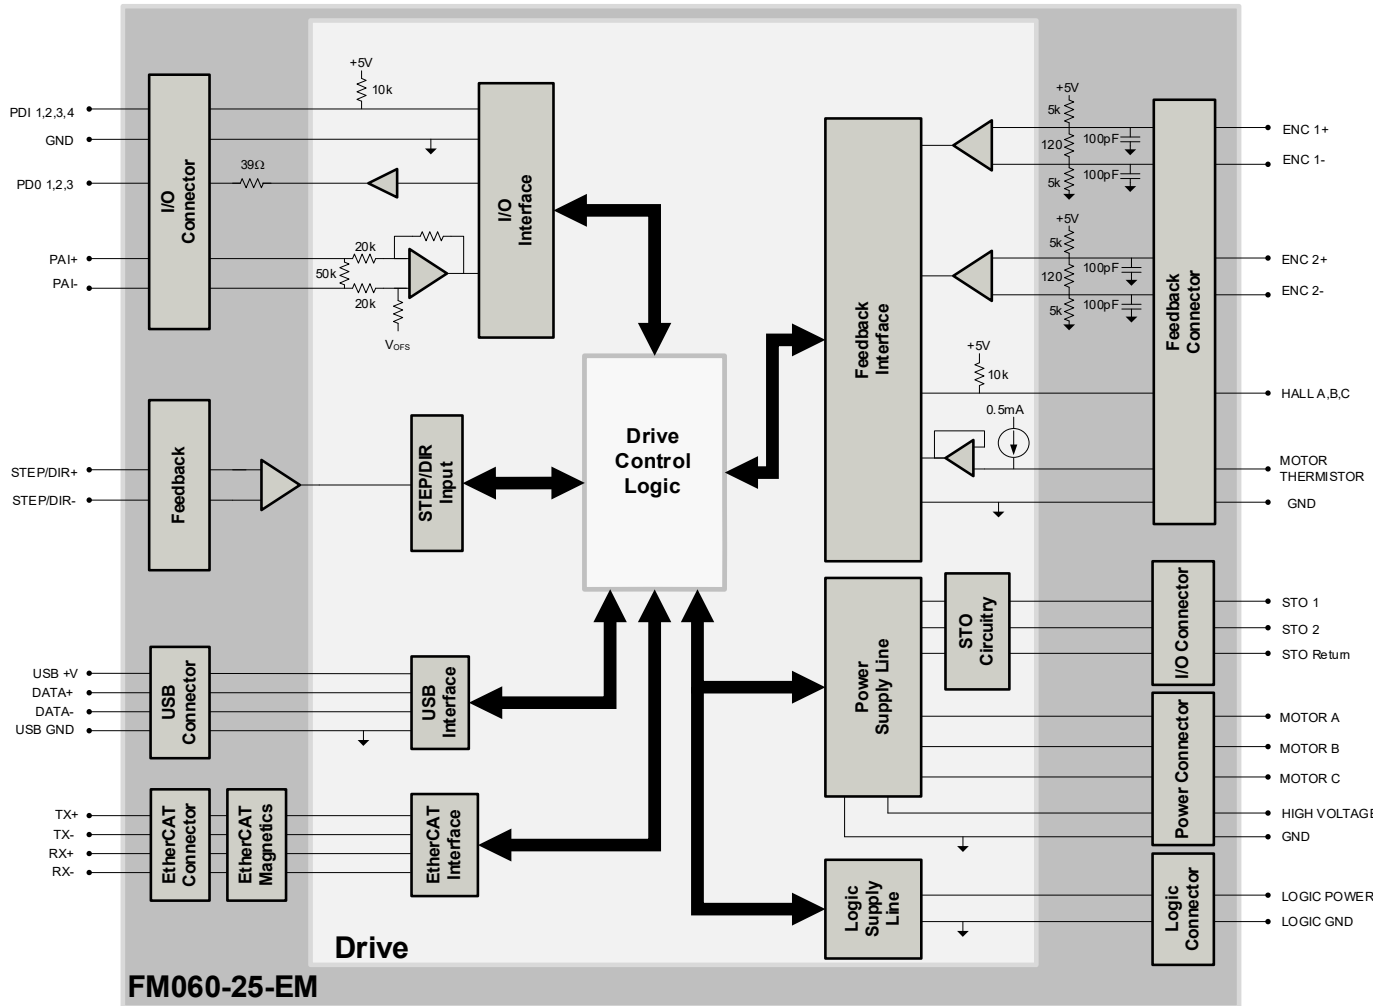 +5V
10k
PDI 1,2,3,4
GND
39Ω
PD0 1,2,3
PAI+
PAI-
I/O
Connector
20k
50k
20k
VOFS
I/O
Interface
STEP/DIR+
STEP/DIR-
Feedback
STEP/DIR
Input
Drive
Control
Logic
USB +V
DATA+
DATA-
USB GND
USB
Connector
USB
Interface
TX+
TX-
RX+
RX-
EtherCAT
Connector
EtherCAT
Magnetics
EtherCAT
Interface
Feedback
Interface
+5V
5k
120
5k
100pF
100pF
+5V
5k
120
5k
100pF
100pF
+5V
10k
0.5mA
Feedback
Connector
ENC 1+
ENC 1-
ENC 2+
ENC 2-
HALL A,B,C
MOTOR
THERMISTOR
GND
Power
Supply Line
STO
Circuitry
I/O Connector
STO 1
STO 2
STO Return
Power Connector
MOTOR A
MOTOR B
MOTOR C
HIGH VOLTAGE
GND
Logic
Supply
Line
Logic
Connector
LOGIC POWER
LOGIC GND
Drive
FM060-25-EM